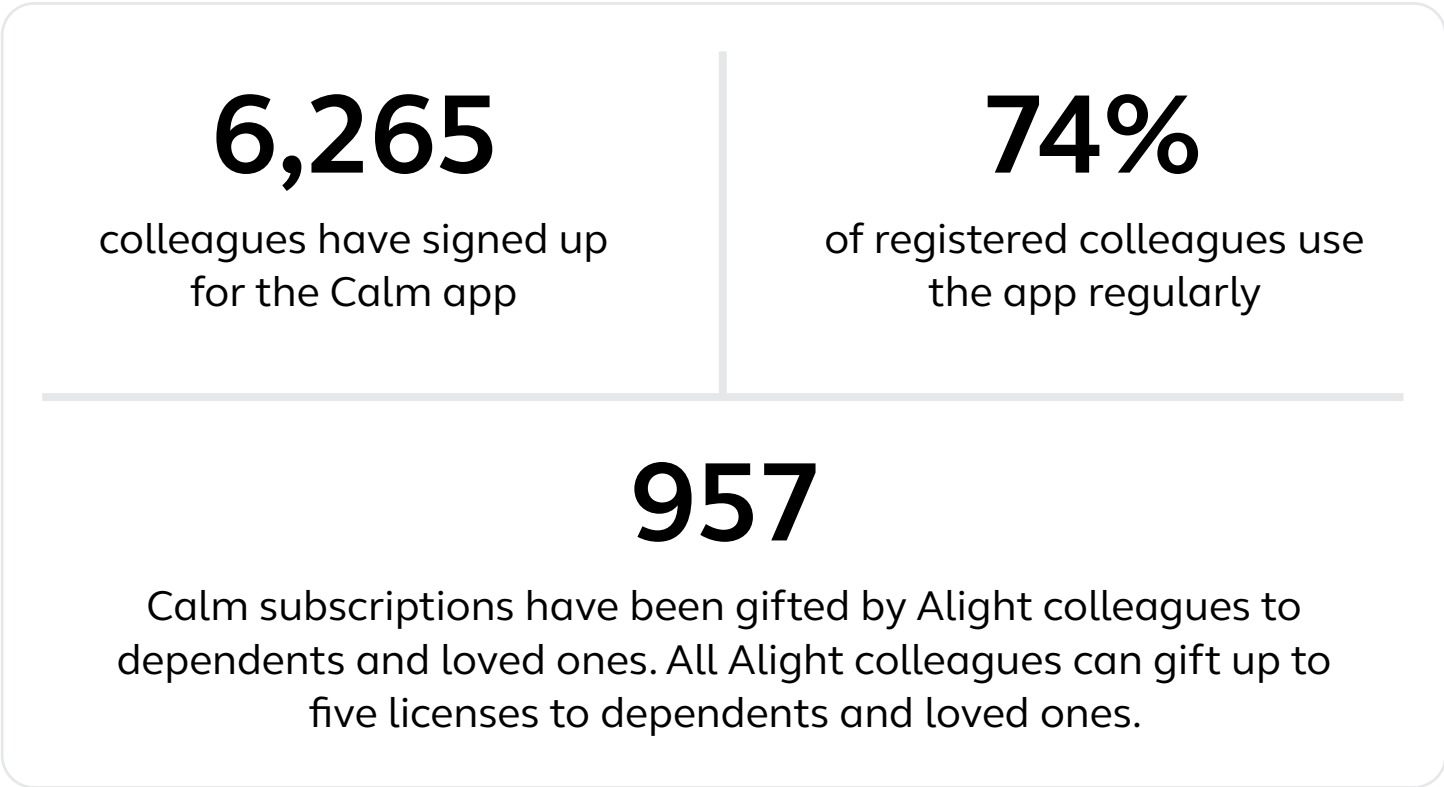 6,265
colleagues have signed up
for the Calm app
74%
of registered colleagues use
the app regularly
957
Calm subscriptions have been gifted by Alight colleagues to
dependents and loved ones. All Alight colleagues can gift up to
five licenses to dependents and loved ones.